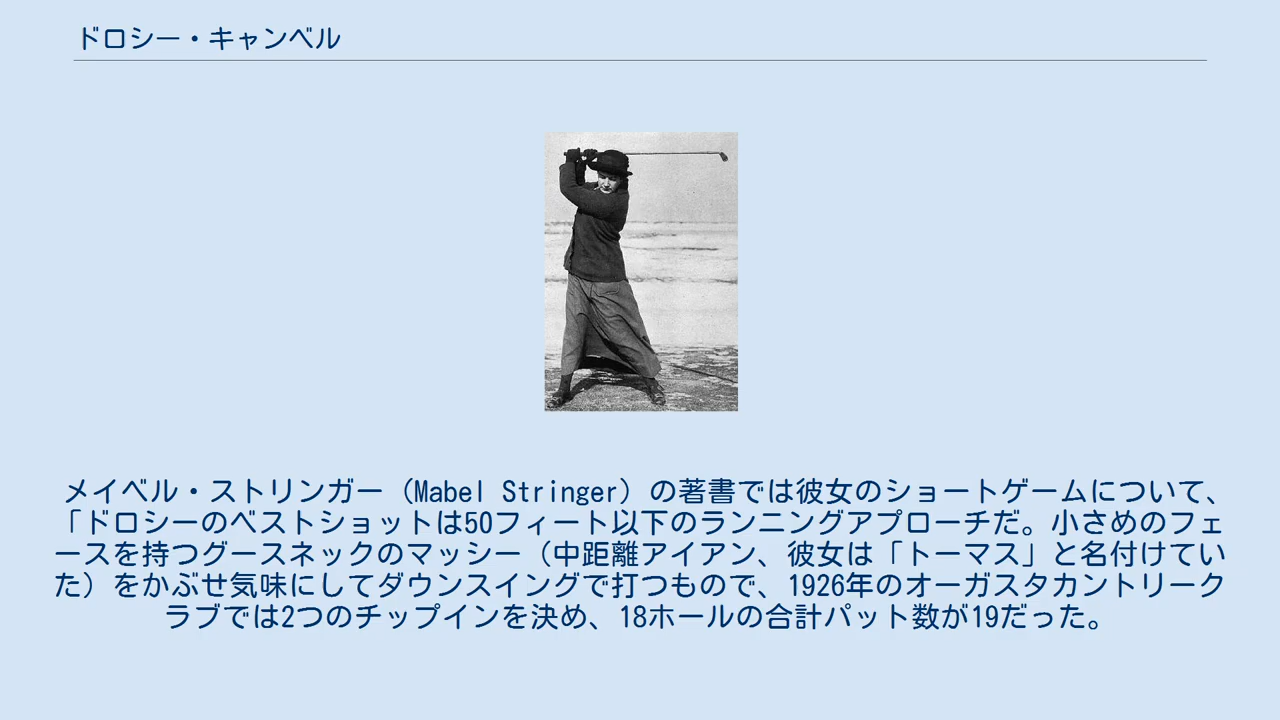 ドロシー・キャンベル
メイベル・ストリンガー（Mabel Stringer）の著書では彼女のショートゲームについて、
「ドロシーのベストショットは50フィート以下のランニングアプローチだ。小さめのフェ
ースを持つグースネックのマッシー（中距離アイアン、彼女は「トーマス」と名付けてい
た）をかぶせ気味にしてダウンスイングで打つもので、1926年のオーガスタカントリーク
ラブでは2つのチップインを決め、18ホールの合計パット数が19だった。